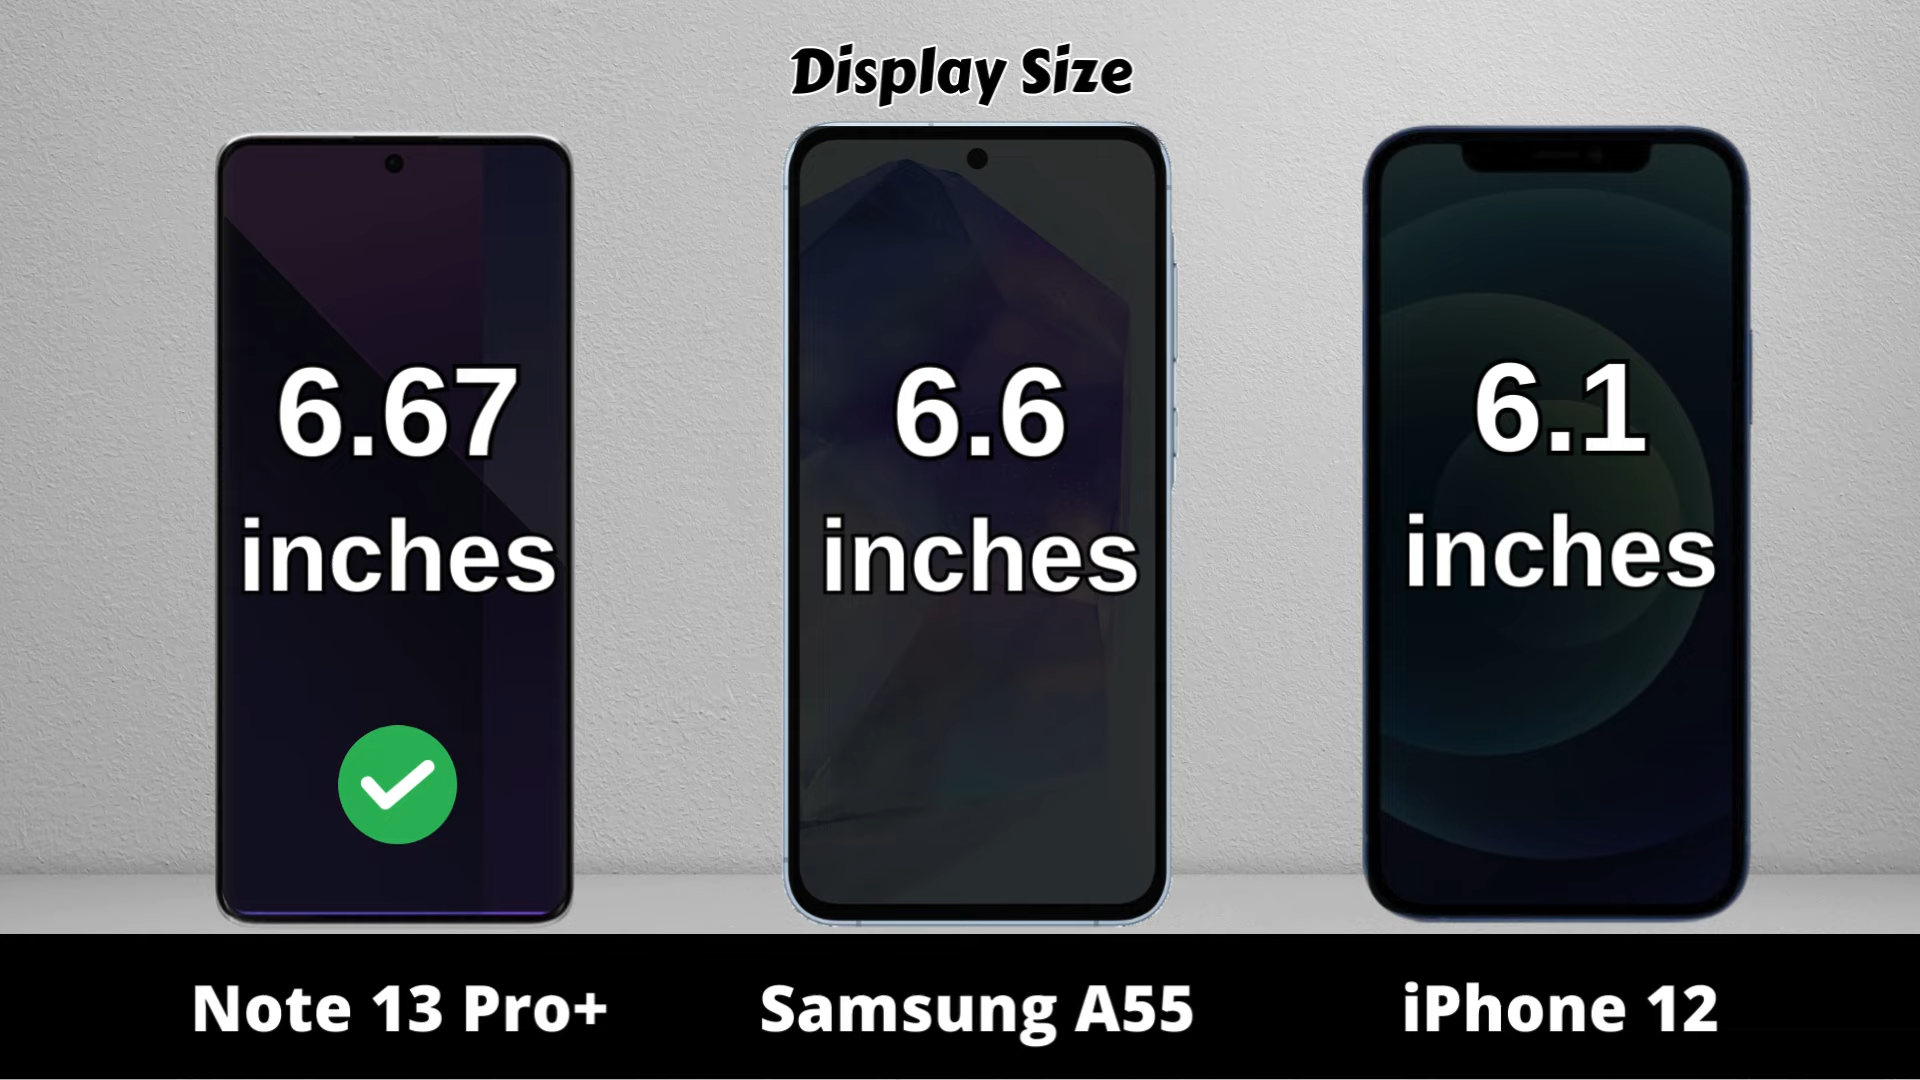 Display Size
6.67
inches
6.6
inches
6.1
inches
Note 13 Pro+
Samsung A55
iPhone 12